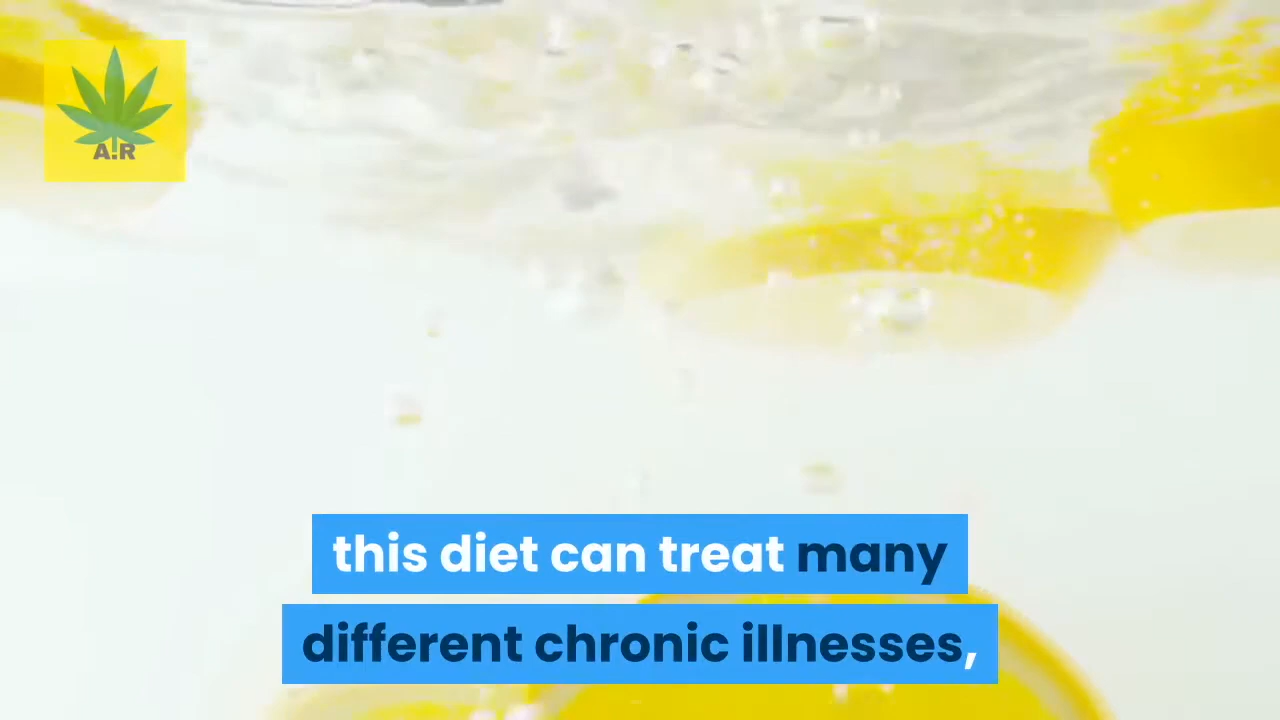 A!R
this diet can treat many
different chronic illnesses,